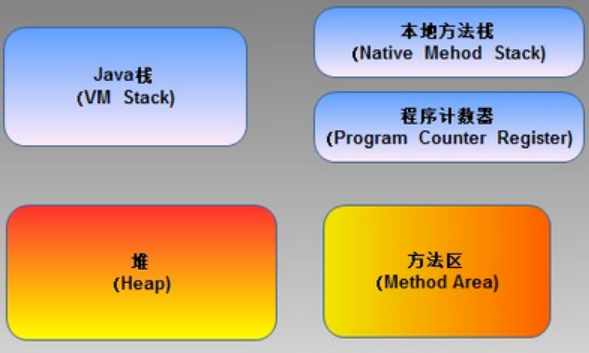 Java栈
(VM Stack)
本地方法栈
(Native Mehod Stack)
程序计数器
(Program Counter Register)
堆
(Heap)
方法区
(Method Area)